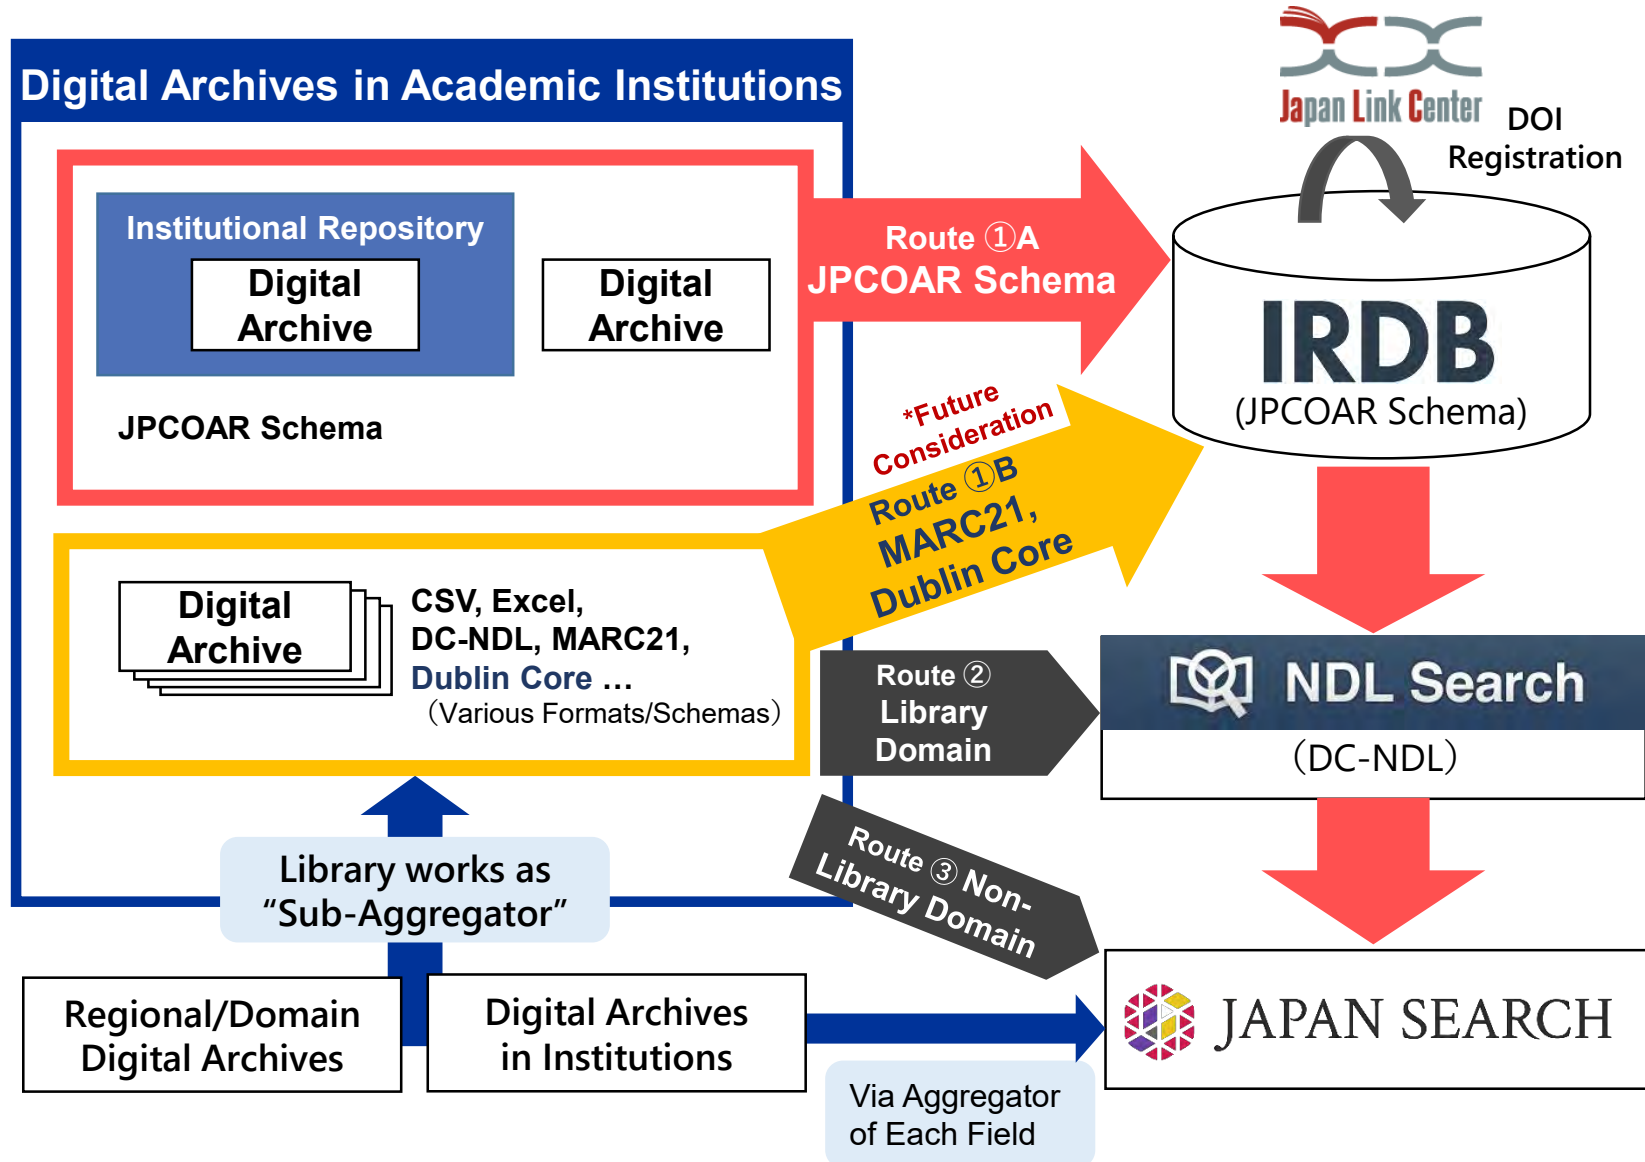 Digital Archives in Academic Institutions
Institutional Repository
Digital
Archive
Digital
Archive
JPCOAR Schema
Route ①A
JPCOAR Schema
Japan Link Center
DOI
Registration
IRDB
(JPCOAR Schema)
*Future
Consideration
Route ①B
MARC21,
Dublin Core
Digital
Archive
CSV, Excel,
DC-NDL, MARC21,
Dublin Core …
（Various Formats/Schemas）
Route ②
Library
Domain
NDL Search
（DC-NDL）
Route ③ Non-
Library Domain
Library works as
“Sub-Aggregator”
Regional/Domain
Digital Archives
Digital Archives
in Institutions
Via Aggregator
of Each Field
JAPAN SEARCH